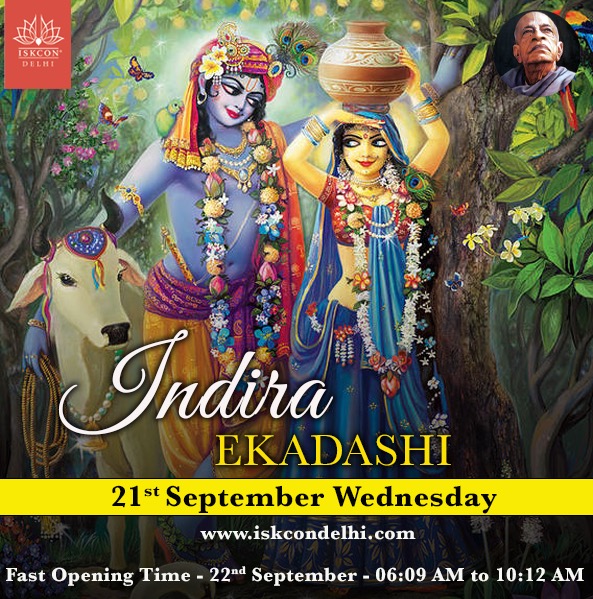 ISKCON®
DELHI
Indira
EKADASHI
21st September Wednesday
www.iskcondelhi.com
Fast Opening Time - 22nd September - 06:09 AM to 10:12 AM